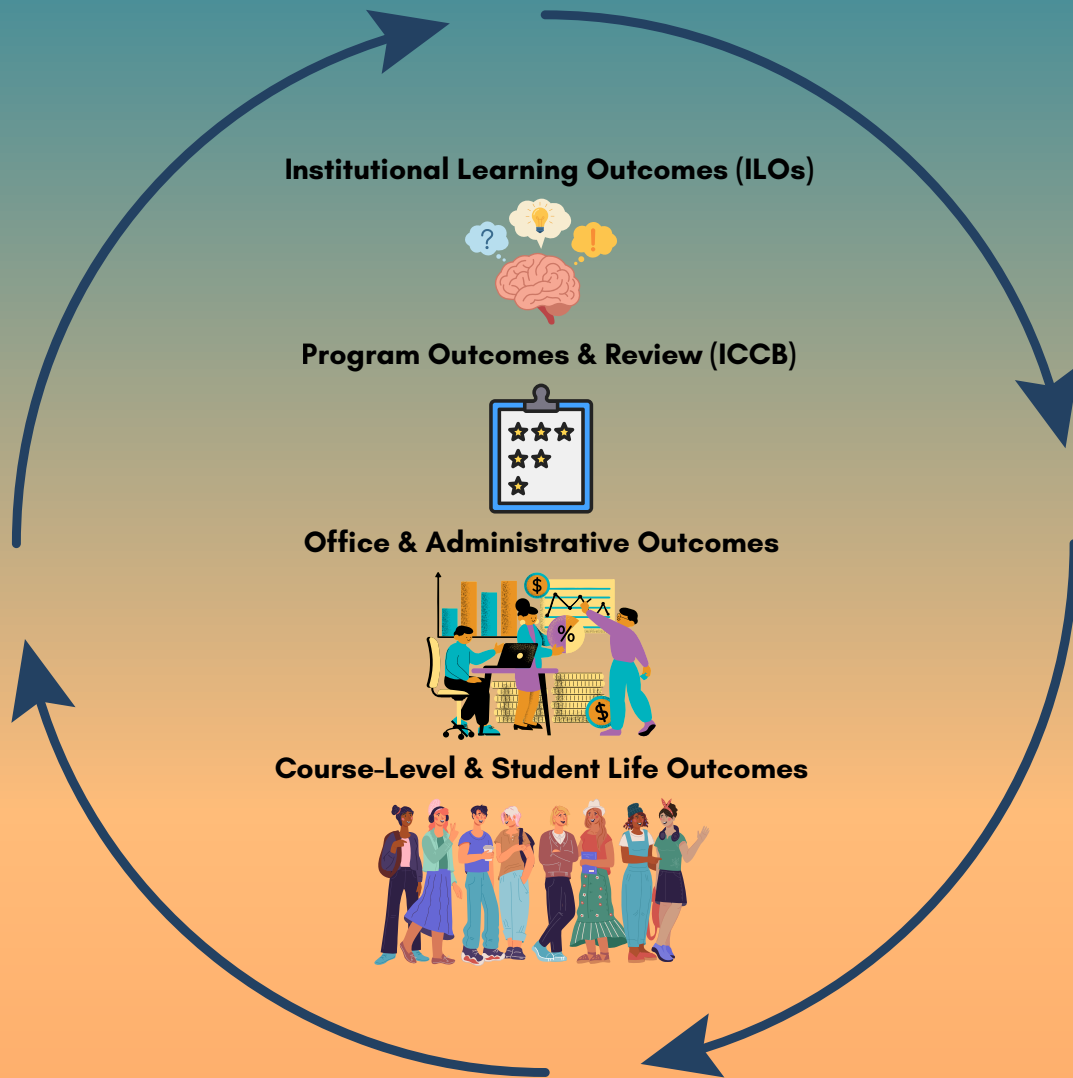 Institutional Learning Outcomes (ILOs)
?
!
Program Outcomes & Review (ICCB)
Office & Administrative Outcomes
$
%
$
Course-Level & Student Life Outcomes